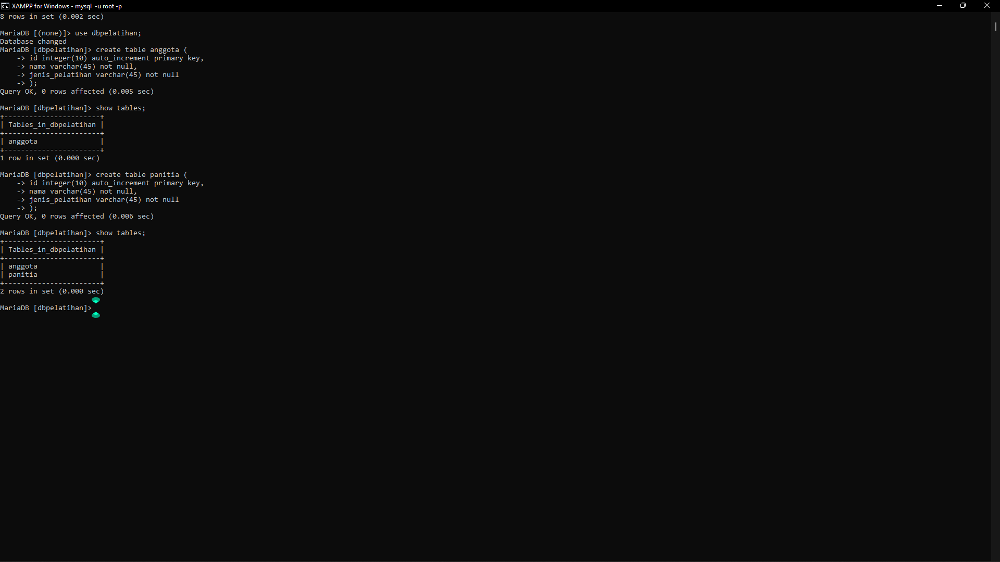 XAMPP for Windows - mysql -u root -p
8 rows in set (0.002 sec)
MariaDB [(none)]> use dbpelatihan;
Database changed
MariaDB [dbpelatihan]> create table anggota (
    -> id integer(10) auto_increment primary key,
    -> nama varchar(45) not null,
    -> jenis_pelatihan varchar(45) not null
    -> );
Query OK, 0 rows affected (0.005 sec)
MariaDB [dbpelatihan]> show tables;
+-----------------------+
| Tables_in_dbpelatihan |
+-----------------------+
| anggota               |
+-----------------------+
1 row in set (0.000 sec)
MariaDB [dbpelatihan]> create table panitia (
    -> id integer(10) auto_increment primary key,
    -> nama varchar(45) not null,
    -> jenis_pelatihan varchar(45) not null
    -> );
Query OK, 0 rows affected (0.006 sec)
MariaDB [dbpelatihan]> show tables;
+-----------------------+
| Tables_in_dbpelatihan |
+-----------------------+
| anggota               |
| panitia               |
+-----------------------+
2 rows in set (0.000 sec)
MariaDB [dbpelatihan]>